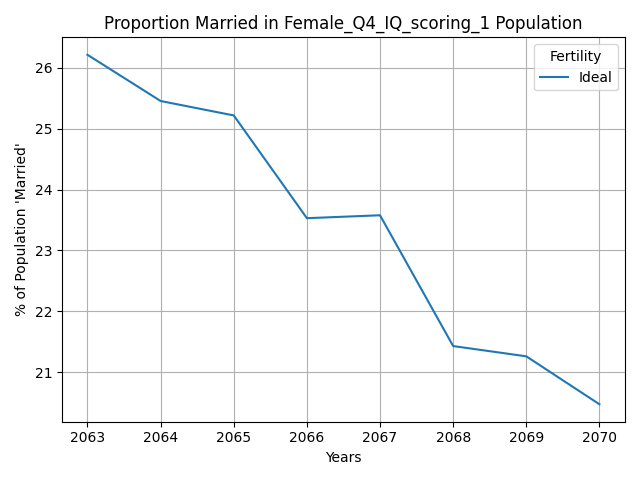 Proportion Married in Female_Q4_IQ_scoring_1 Population
Fertility
Ideal
% of Population 'Married'
26
25
24
23
22
21
2063 2064 2065 2066 2067 2068 2069 2070
Years